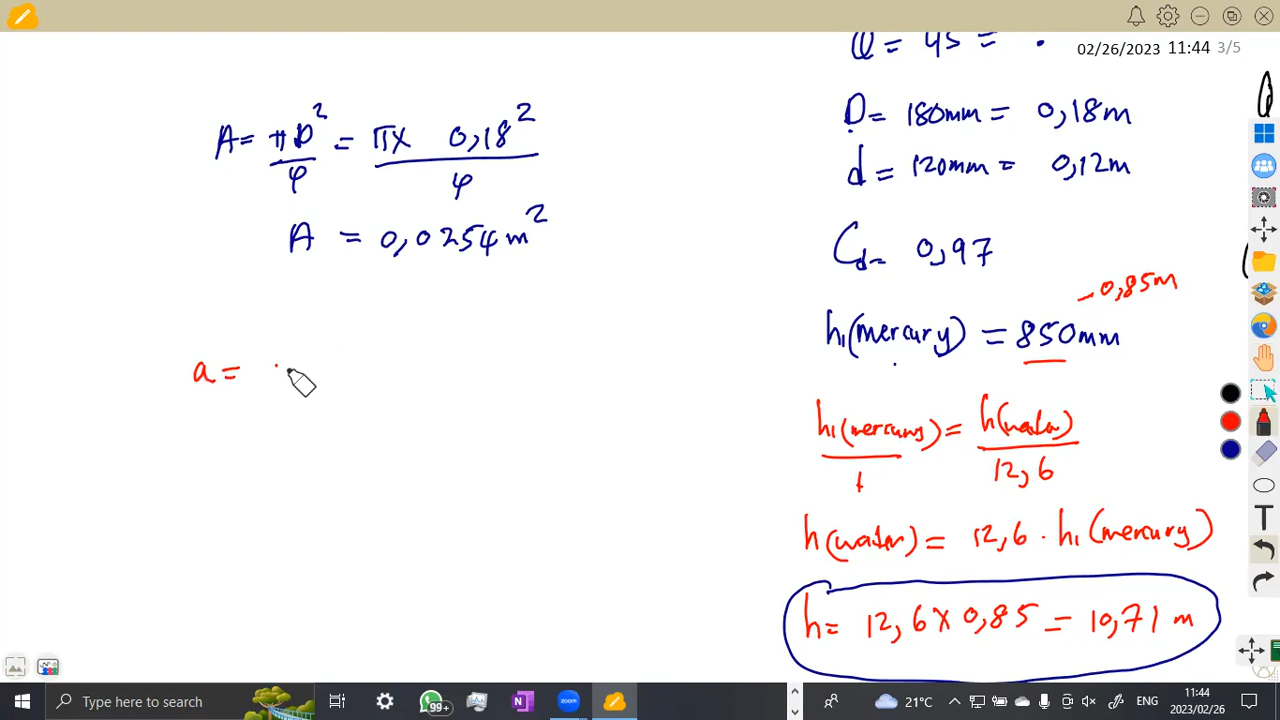 02/26/2023 11:44 3/5
A = πD² / 4 = π × 0,18² / 4
A = 0,0254 m²
a =
Q = 45 =
D = 180mm = 0,18m
d = 120mm = 0,12m
Cd = 0,97
0,85m
h₁(mercury) = 850mm
h₁(mercury) / 1 = h(water) / 12,6
h(water) = 12,6 · h₁(mercury)
h = 12,6 × 0,85 = 10,71 m
Type here to search
99+
zoom
21°C
ENG
11:44
2023/02/26